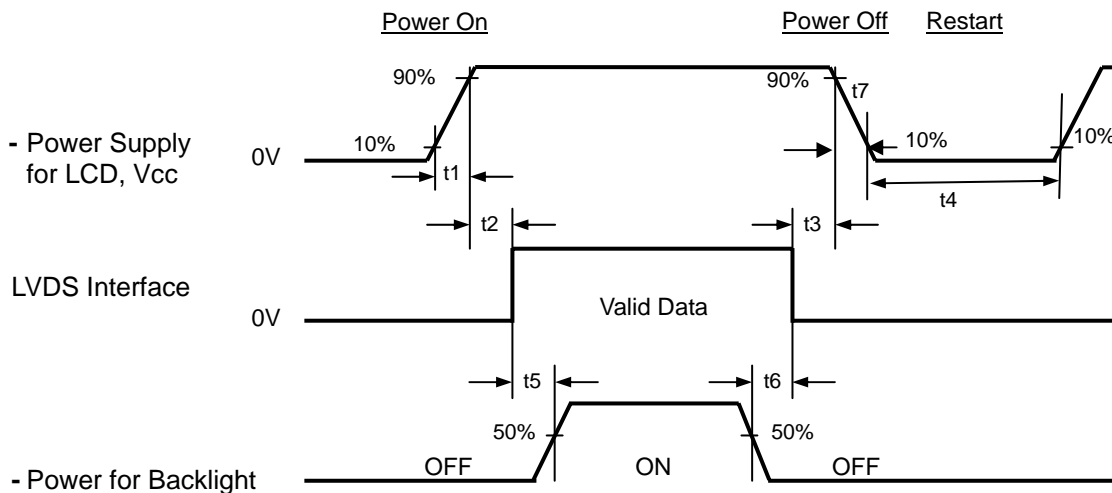 Power On
Power Off
Restart
90%
90%
t7
- Power Supply
for LCD, Vcc
0V
10%
10%
10%
t1
t4
t2
t3
LVDS Interface
0V
Valid Data
t5
t6
50%
50%
- Power for Backlight
OFF
ON
OFF